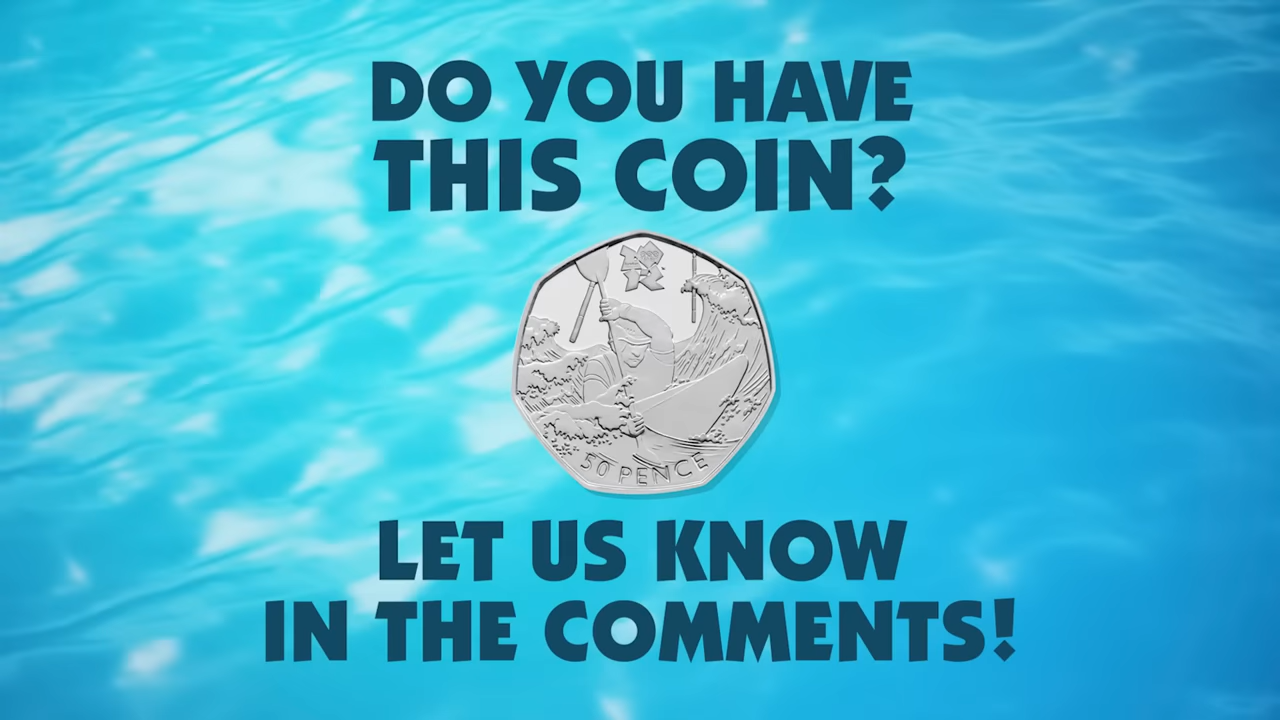 DO YOU HAVE
THIS COIN?
50 PENCE
LET US KNOW
IN THE COMMENTS!